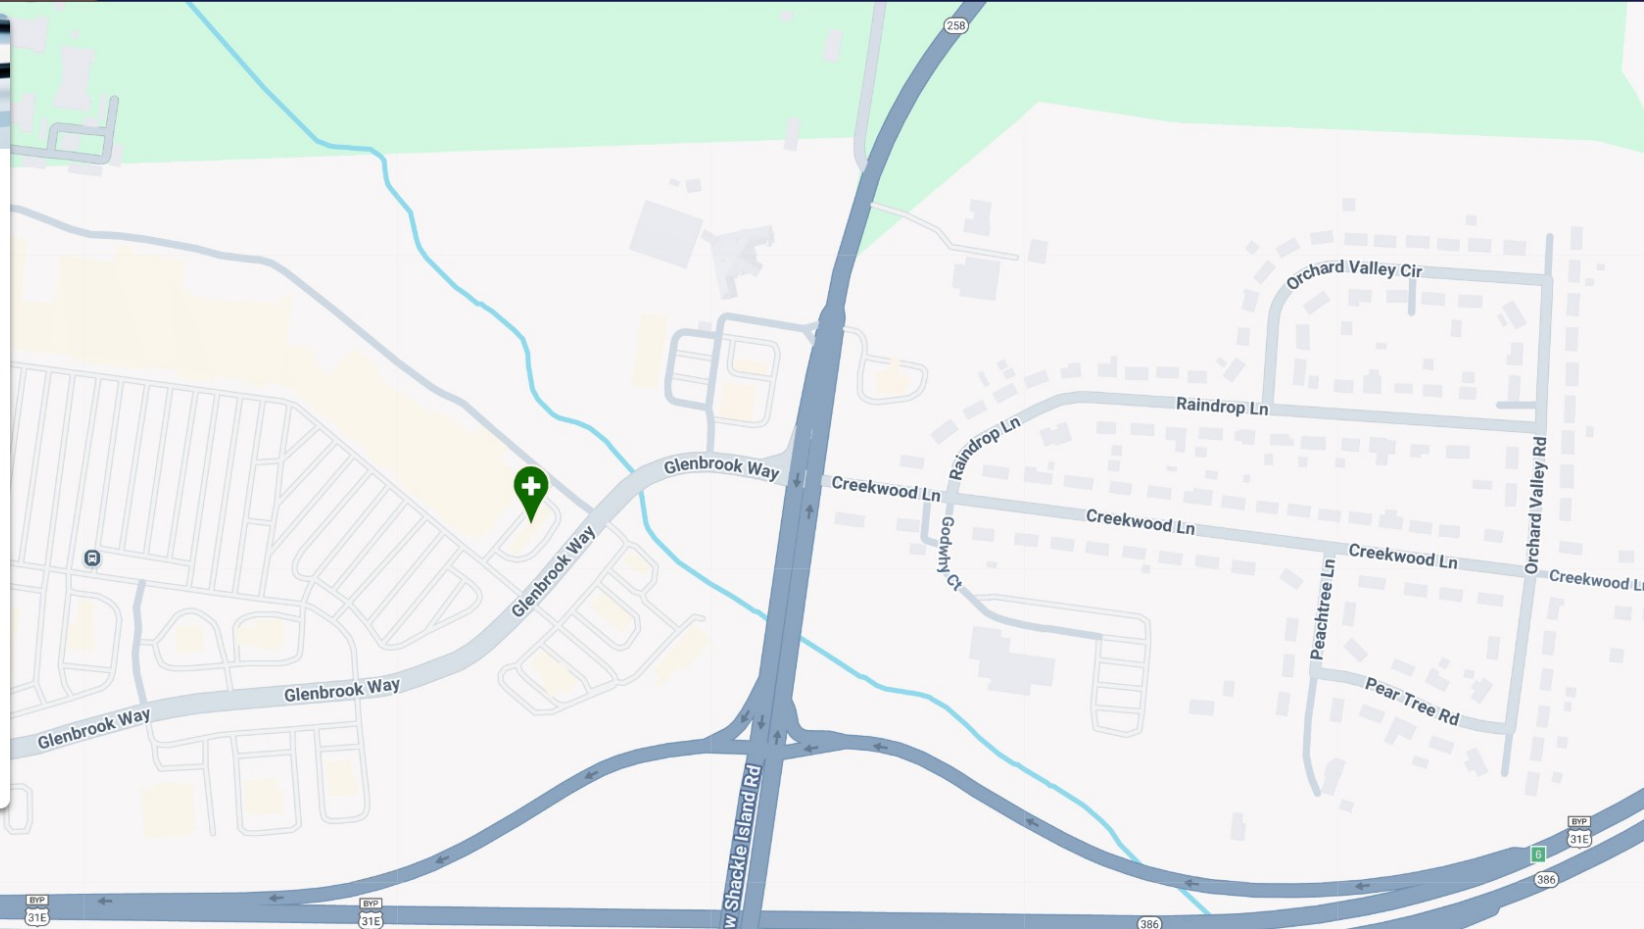 258
Orchard Valley Cir
Raindrop Ln
Raindrop Ln
Glenbrook Way
Creekwood Ln
Creekwood Ln
Creekwood Ln
Creekwood Ln
Orchard Valley Rd
Godwhy Ct
Glenbrook Way
Peachtree Ln
Glenbrook Way
Pear Tree Rd
Glenbrook Way
w Shackle Island Rd
BYP
31E
6
386
BYP
31E
BYP
31E
386